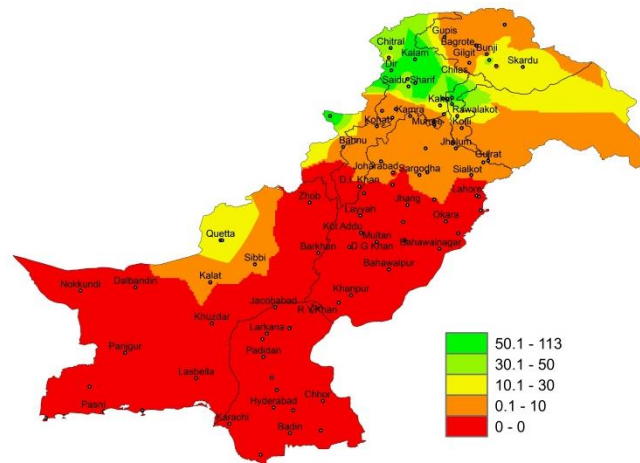 Gupis
Chitral
Bagrote
Kalam
Bunji
Gilgit
Dir
Chilas
Skardu
Saidu Sharif
Kakul
Rawalakot
Kamra
Kohat
Murree
Kotli
Bannu
Jhelum
Gujrat
Joharabad
Sargodha
Sialkot
D.I. Khan
Zhob
Lahore
Layyah
Jhang
Okara
Kot Addu
Quetta
Multan
Barkhan
D G Khan
Bahawalnagar
Sibbi
Bahawalpur
Kalat
Nokkundi
Dalbandin
Khanpur
Jacobabad
R Y Khan
Khuzdar
Larkana
Panjgur
Padidan
Lasbella
Pasni
Hyderabad
Chhor
Karachi
Badin
50.1 - 113
30.1 - 50
10.1 - 30
0.1 - 10
0 - 0